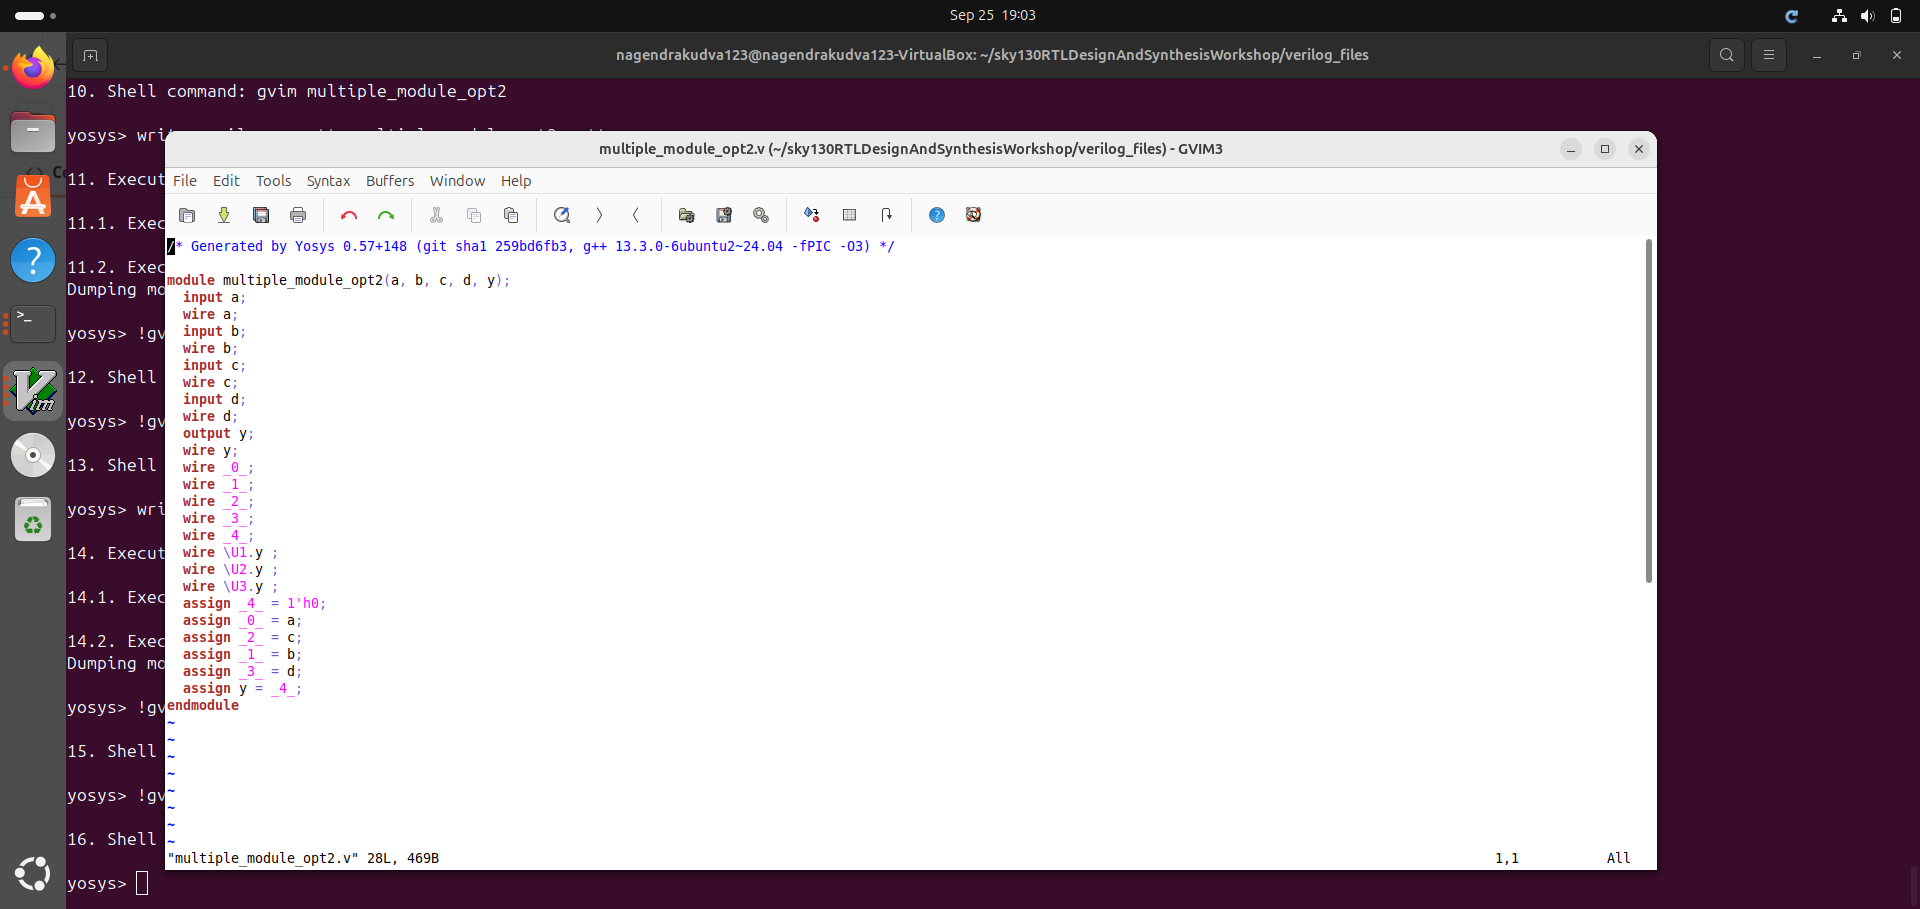 Sep 25 19:03
nagendrakudva123@nagendrakudva123-VirtualBox: ~/sky130RTLDesignAndSynthesisWorkshop/verilog_files
10. Shell command: gvim multiple_module_opt2
yosys> wri
11. Execut
11.1. Exec
11.2. Exec
Dumping mo
yosys> !gv
12. Shell
yosys> !gv
13. Shell
yosys> wri
14. Execut
14.1. Exec
14.2. Exec
Dumping mo
yosys> !gv
15. Shell
yosys> !gv
16. Shell
yosys>
multiple_module_opt2.v (~/sky130RTLDesignAndSynthesisWorkshop/verilog_files) - GVIM3
File Edit Tools Syntax Buffers Window Help
/* Generated by Yosys 0.57+148 (git sha1 259bd6fb3, g++ 13.3.0-6ubuntu2~24.04 -fPIC -O3) */
module multiple_module_opt2(a, b, c, d, y);
input a;
wire a;
input b;
wire b;
input c;
wire c;
input d;
wire d;
output y;
wire y;
wire _0_;
wire _1_;
wire _2_;
wire _3_;
wire _4_;
wire \U1.y ;
wire \U2.y ;
wire \U3.y ;
assign _4_ = 1'h0;
assign _0_ = a;
assign _2_ = c;
assign _1_ = b;
assign _3_ = d;
assign y = _4_;
endmodule
~
~
~
~
~
~
~
~
"multiple_module_opt2.v" 28L, 469B 1,1 All